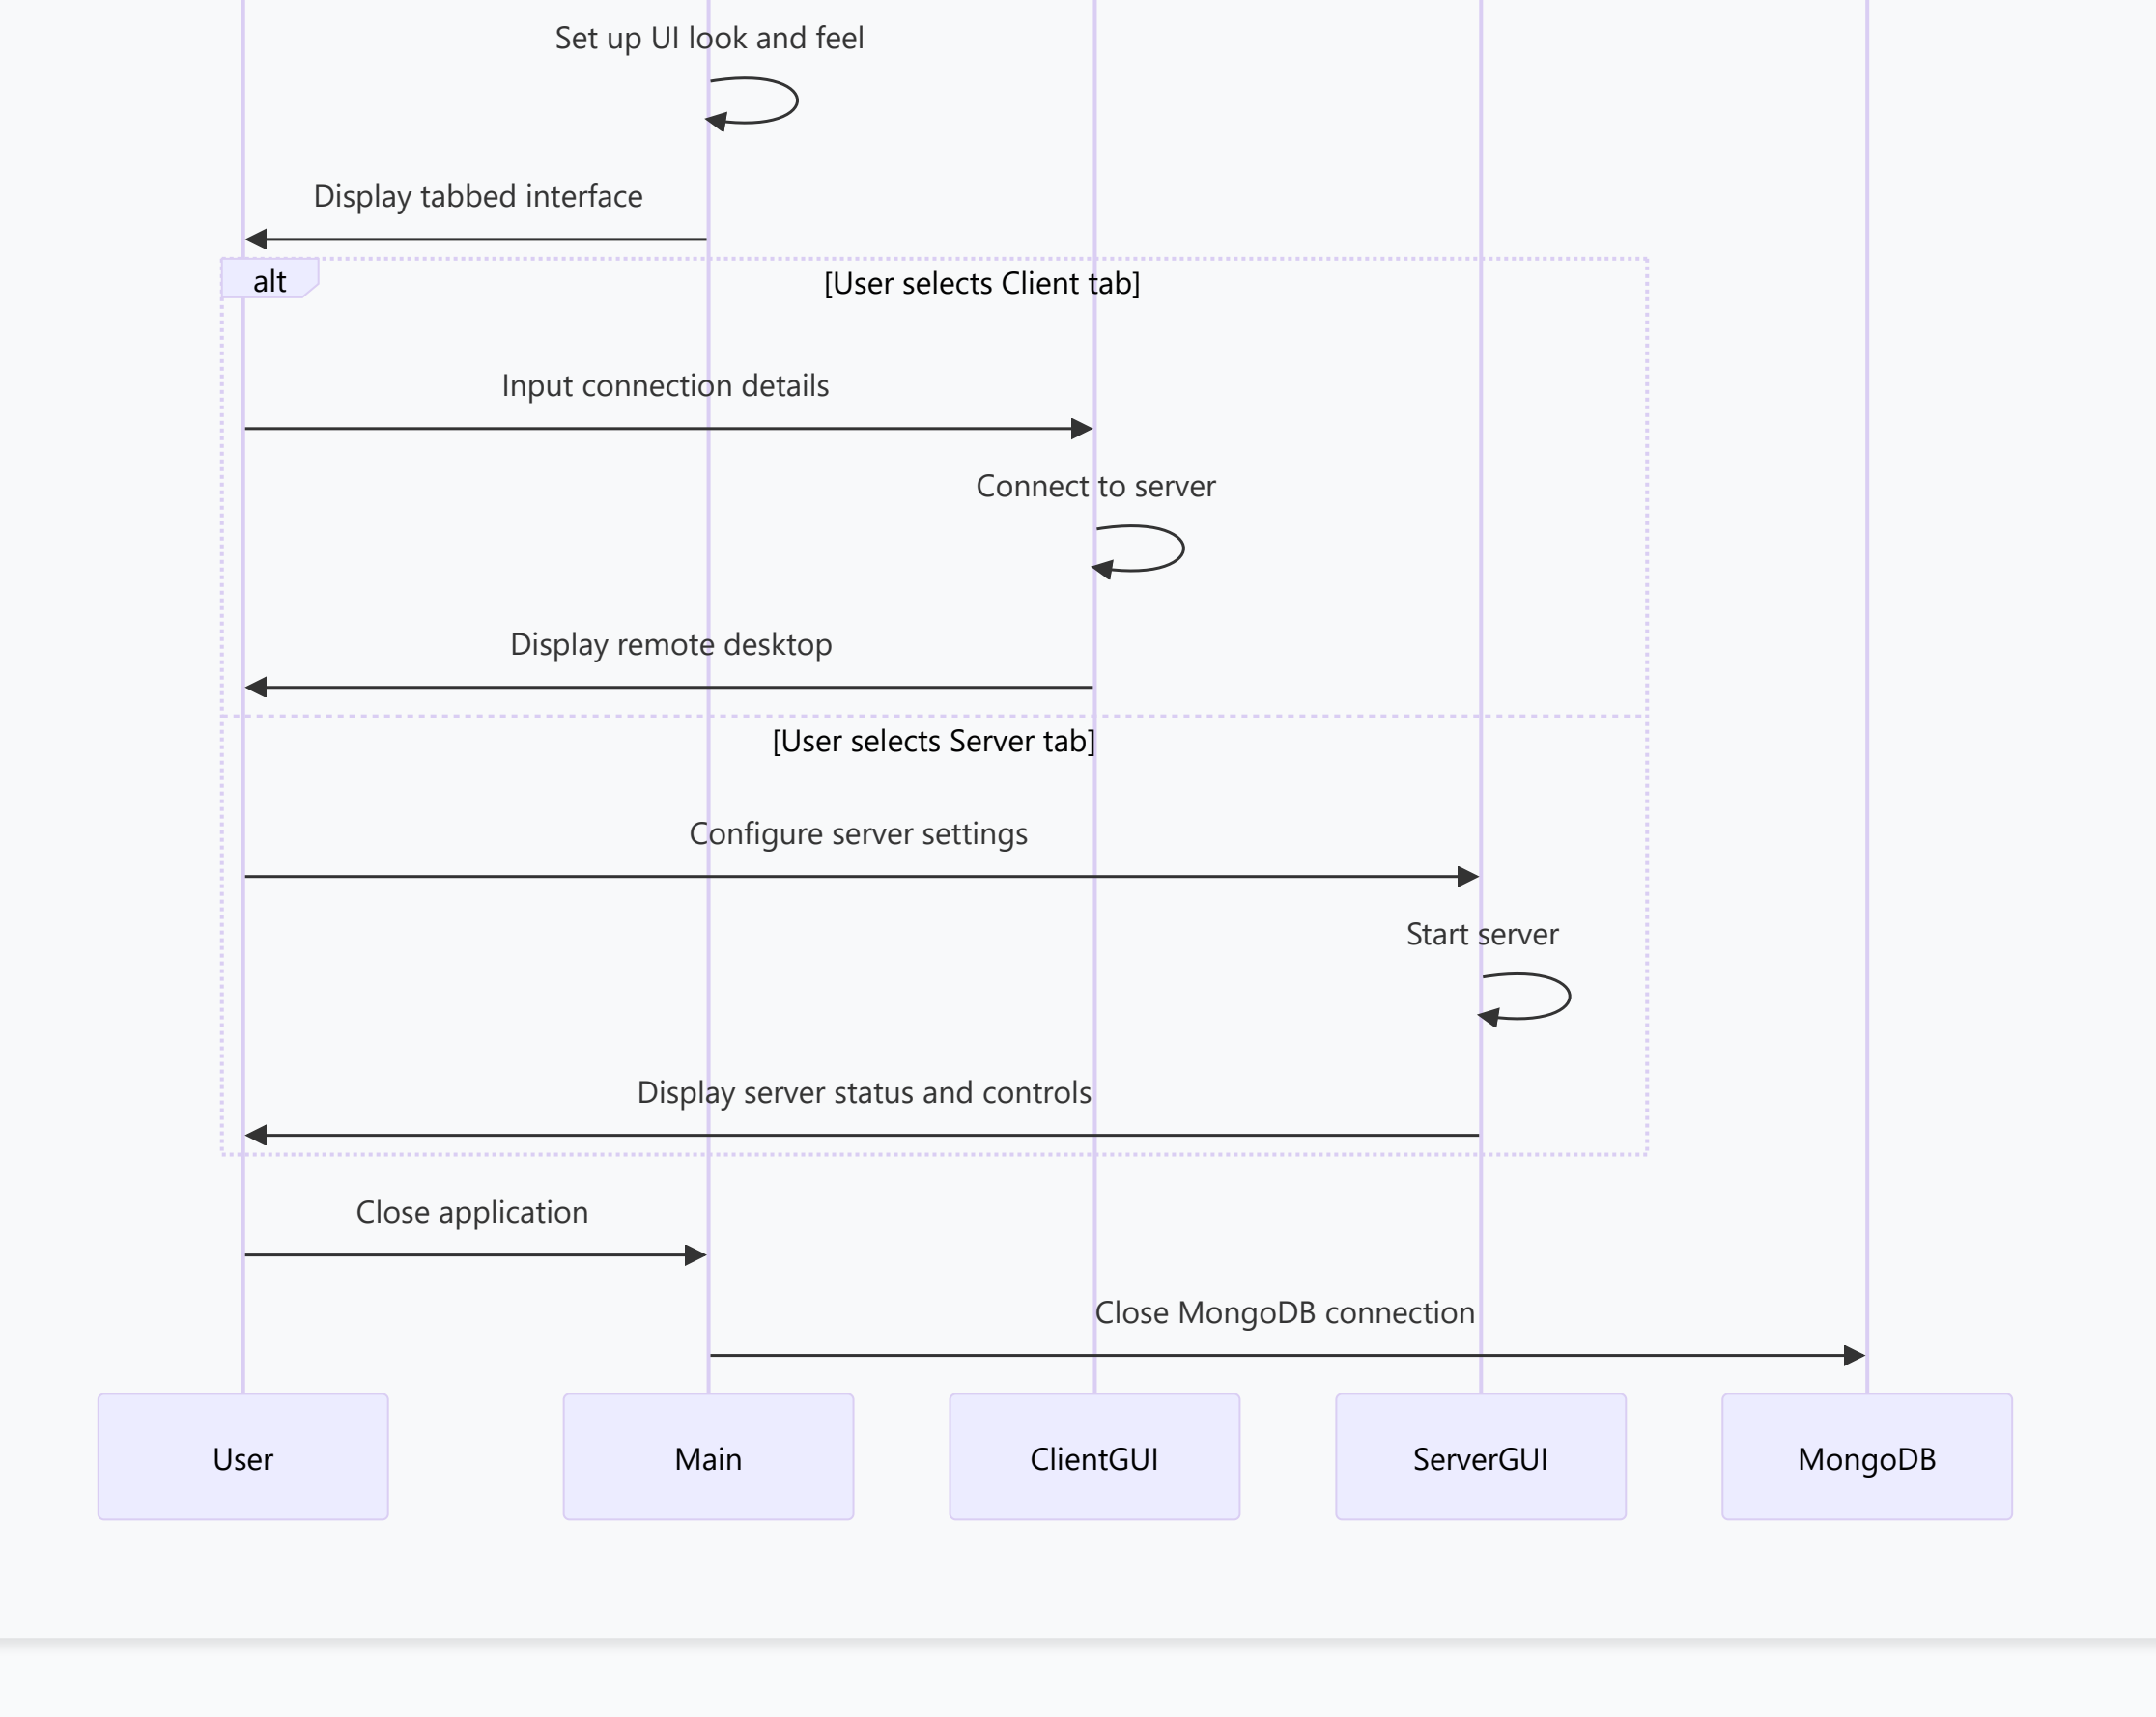 Set up UI look and feel
Display tabbed interface
alt
[User selects Client tab]
Input connection details
Connect to server
Display remote desktop
[User selects Server tab]
Configure server settings
Start server
Display server status and controls
Close application
Close MongoDB connection
User
Main
ClientGUI
ServerGUI
MongoDB